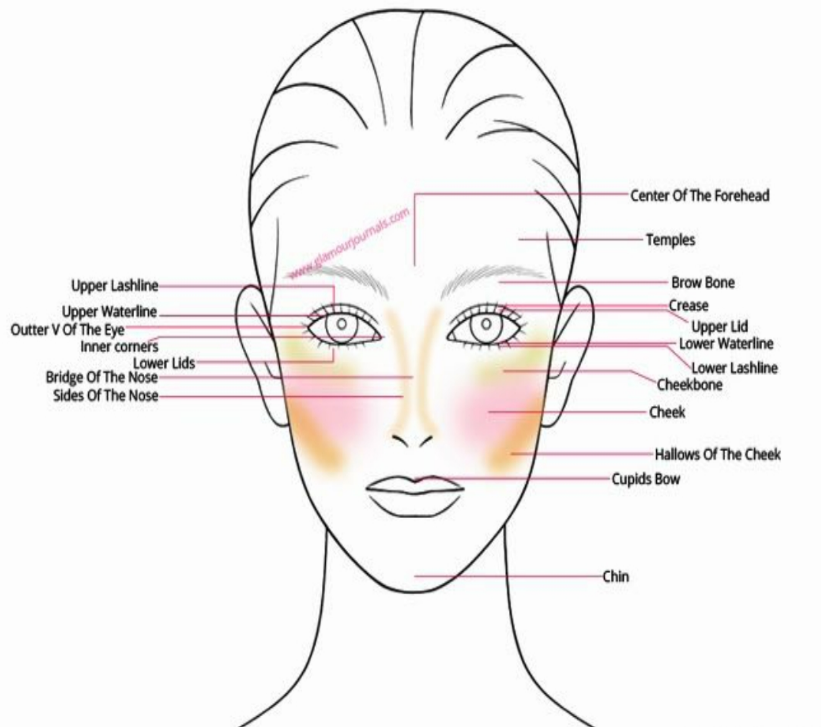 Center Of The Forehead
www.glamourjournals.com
Temples
Brow Bone
Upper Lashline
Crease
Upper Waterline
Upper Lid
Outter V Of The Eye
Lower Waterline
Inner corners
Lower Lids
Lower Lashline
Bridge Of The Nose
Cheekbone
Sides Of The Nose
Cheek
Hallows Of The Cheek
Cupids Bow
Chin